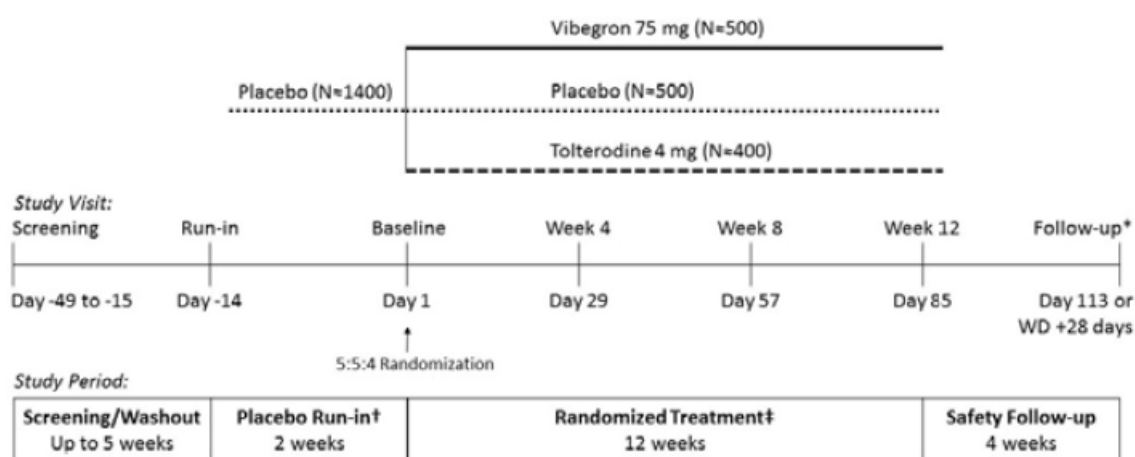 Vibegron 75 mg (N≈500)
Placebo (N≈1400)
Placebo (N≈500)
Tolterodine 4 mg (N≈400)
Study Visit:
Screening
Run-in
Baseline
Week 4
Week 8
Week 12
Follow-up*
Day -49 to -15
Day -14
Day 1
Day 29
Day 57
Day 85
Day 113 or
WD +28 days
5:5:4 Randomization
Study Period:
Screening/Washout
Up to 5 weeks
Placebo Run-in†
2 weeks
Randomized Treatment‡
12 weeks
Safety Follow-up
4 weeks